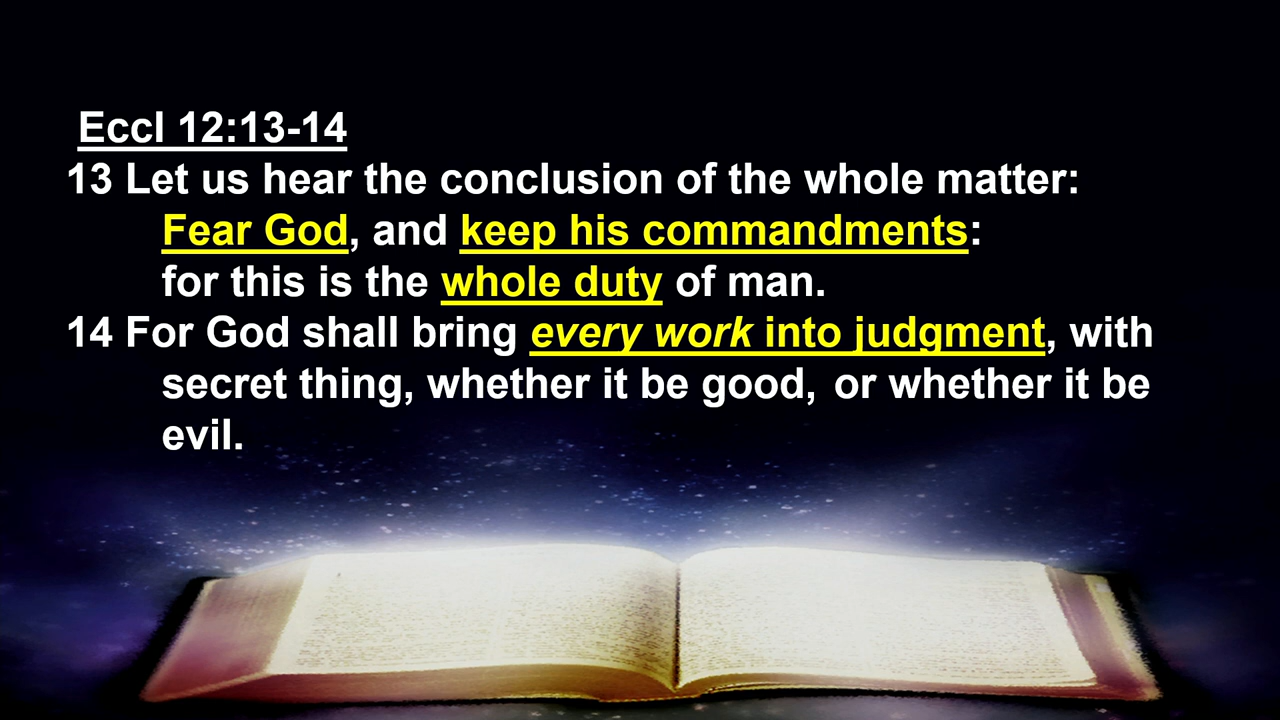 Eccl 12:13-14
13 Let us hear the conclusion of the whole matter:
Fear God, and keep his commandments:
for this is the whole duty of man.
14 For God shall bring every work into judgment, with
secret thing, whether it be good, or whether it be
evil.